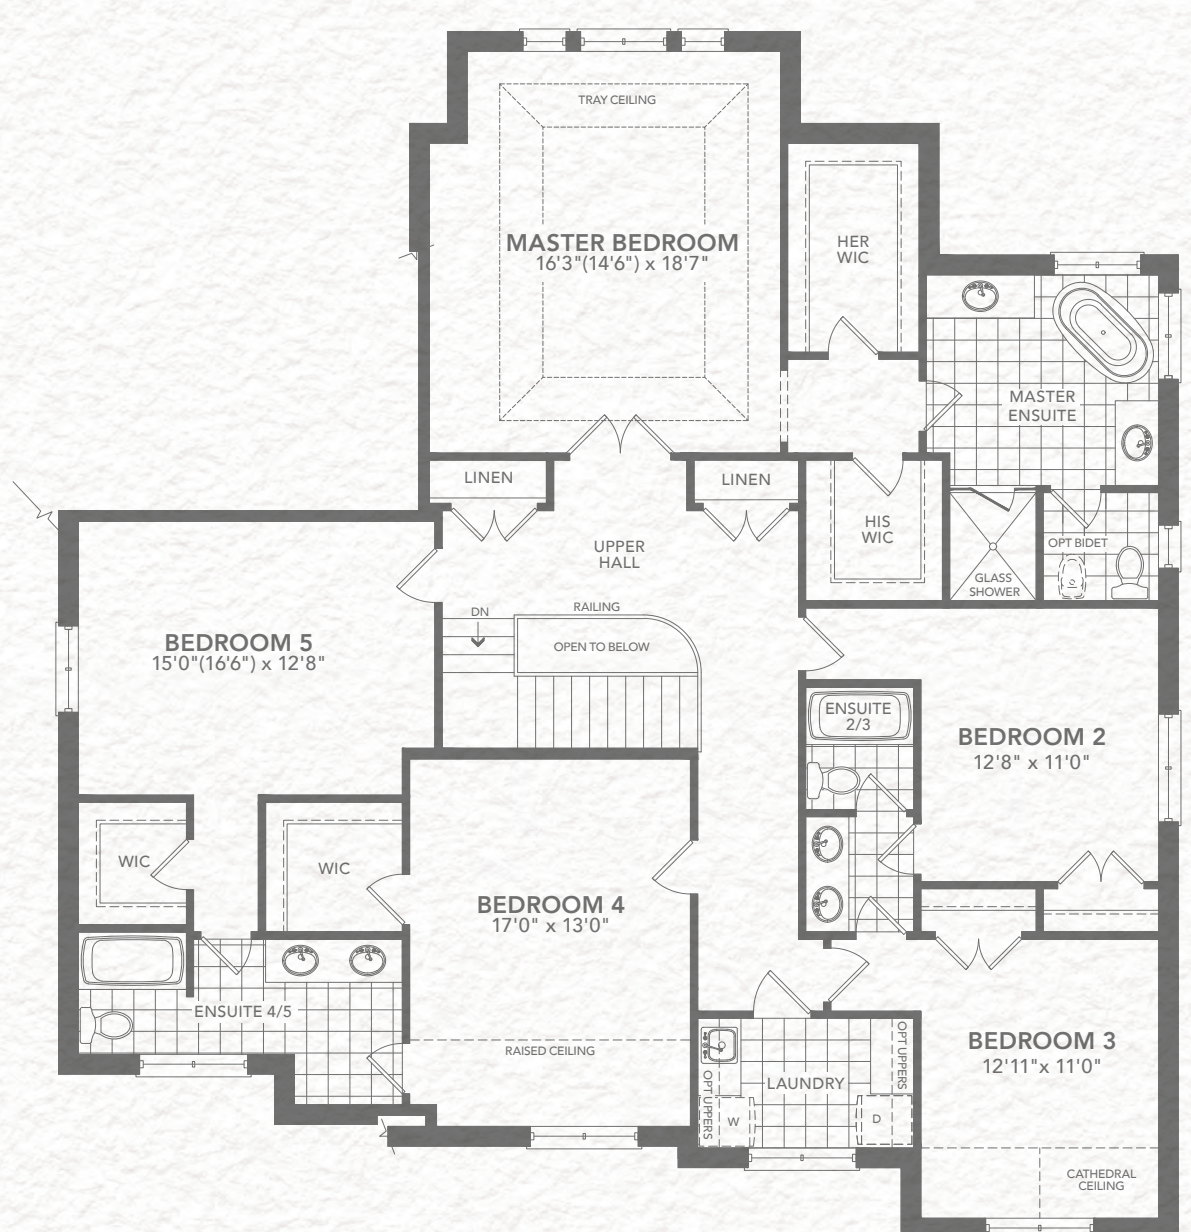 TRAY CEILING
MASTER BEDROOM
16'3"(14'6") x 18'7"
HER
WIC
MASTER
ENSUITE
LINEN
LINEN
HIS
WIC
OPT BIDET
GLASS
SHOWER
UPPER
HALL
DN
RAILING
OPEN TO BELOW
BEDROOM 5
15'0"(16'6") x 12'8"
ENSUITE
2/3
BEDROOM 2
12'8" x 11'0"
WIC
WIC
BEDROOM 4
17'0" x 13'0"
ENSUITE 4/5
RAISED CEILING
OPT UPPERS
LAUNDRY
OPT UPPERS
W
D
BEDROOM 3
12'11"x 11'0"
CATHEDRAL
CEILING